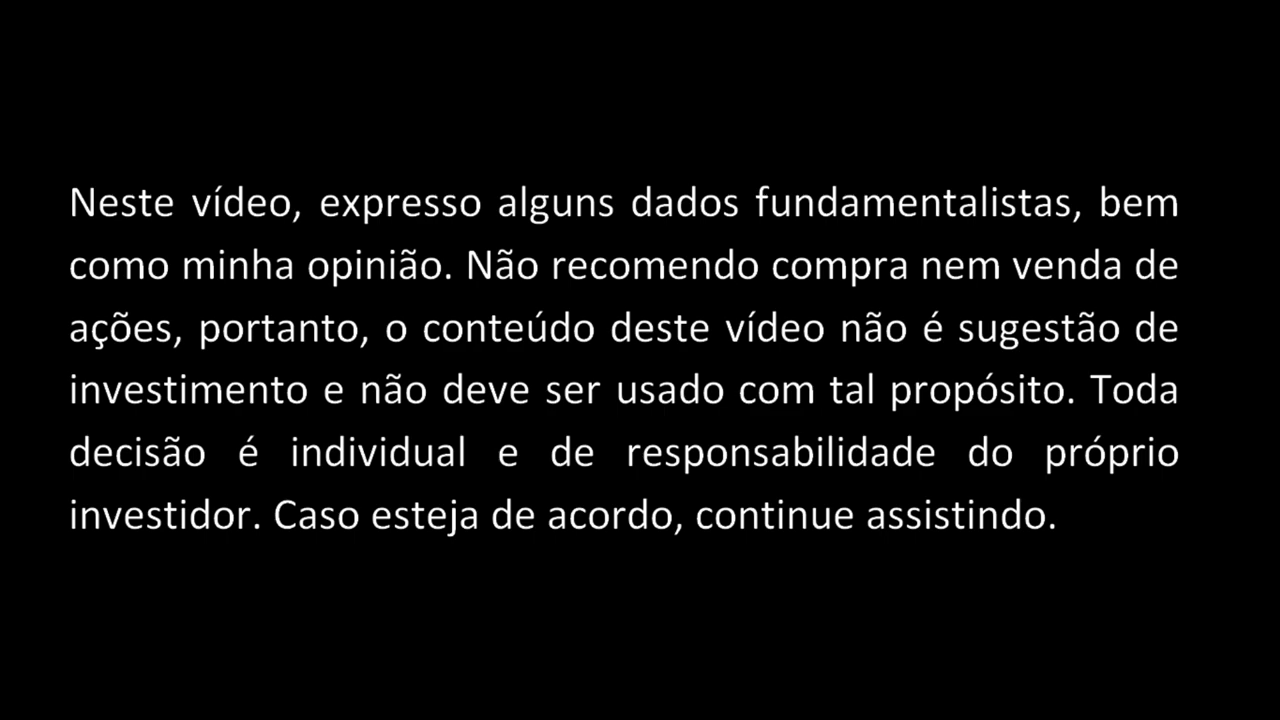 Neste vídeo, expresso alguns dados fundamentalistas, bem
como minha opinião. Não recomendo compra nem venda de
ações, portanto, o conteúdo deste vídeo não é sugestão de
investimento e não deve ser usado com tal propósito. Toda
decisão é individual e de responsabilidade do próprio
investidor. Caso esteja de acordo, continue assistindo.